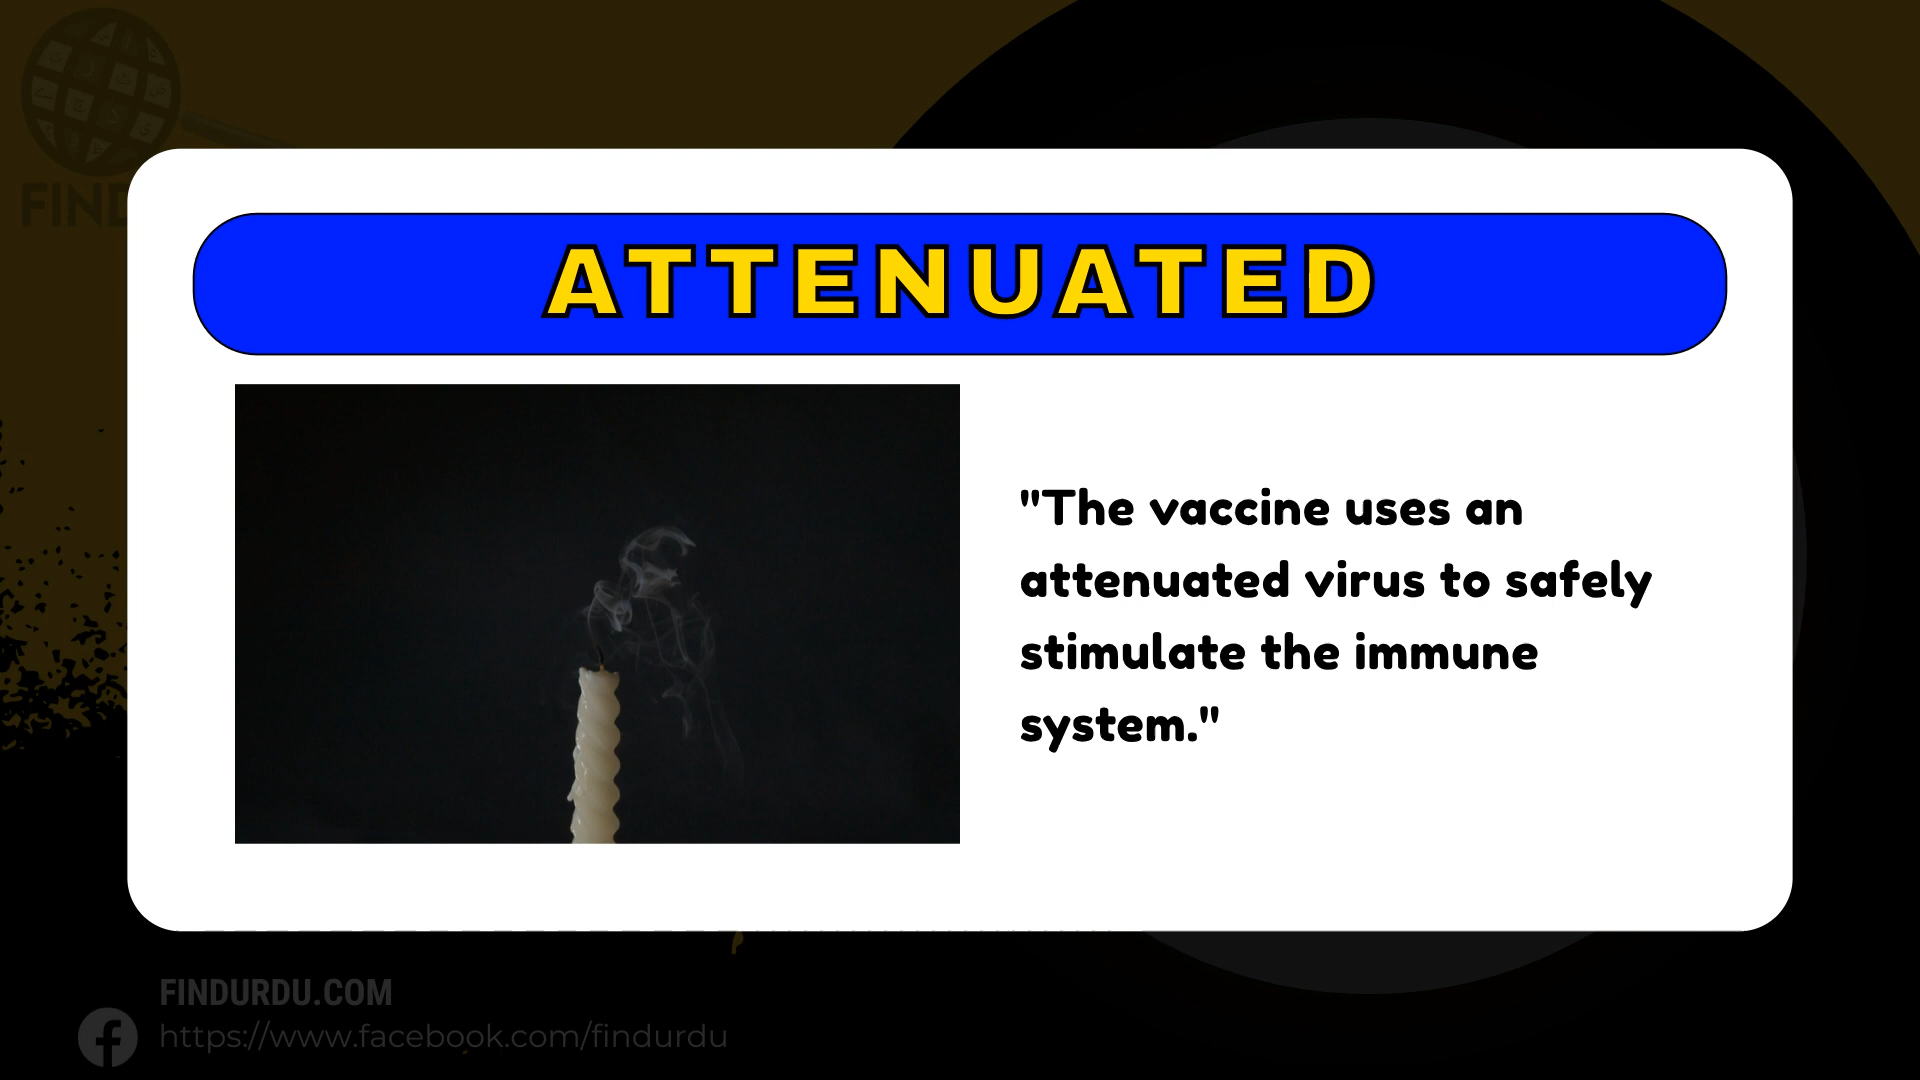 FIND
ATTENUATED
"The vaccine uses an
attenuated virus to safely
stimulate the immune
system."
FINDURDU.COM
https://www.facebook.com/findurdu